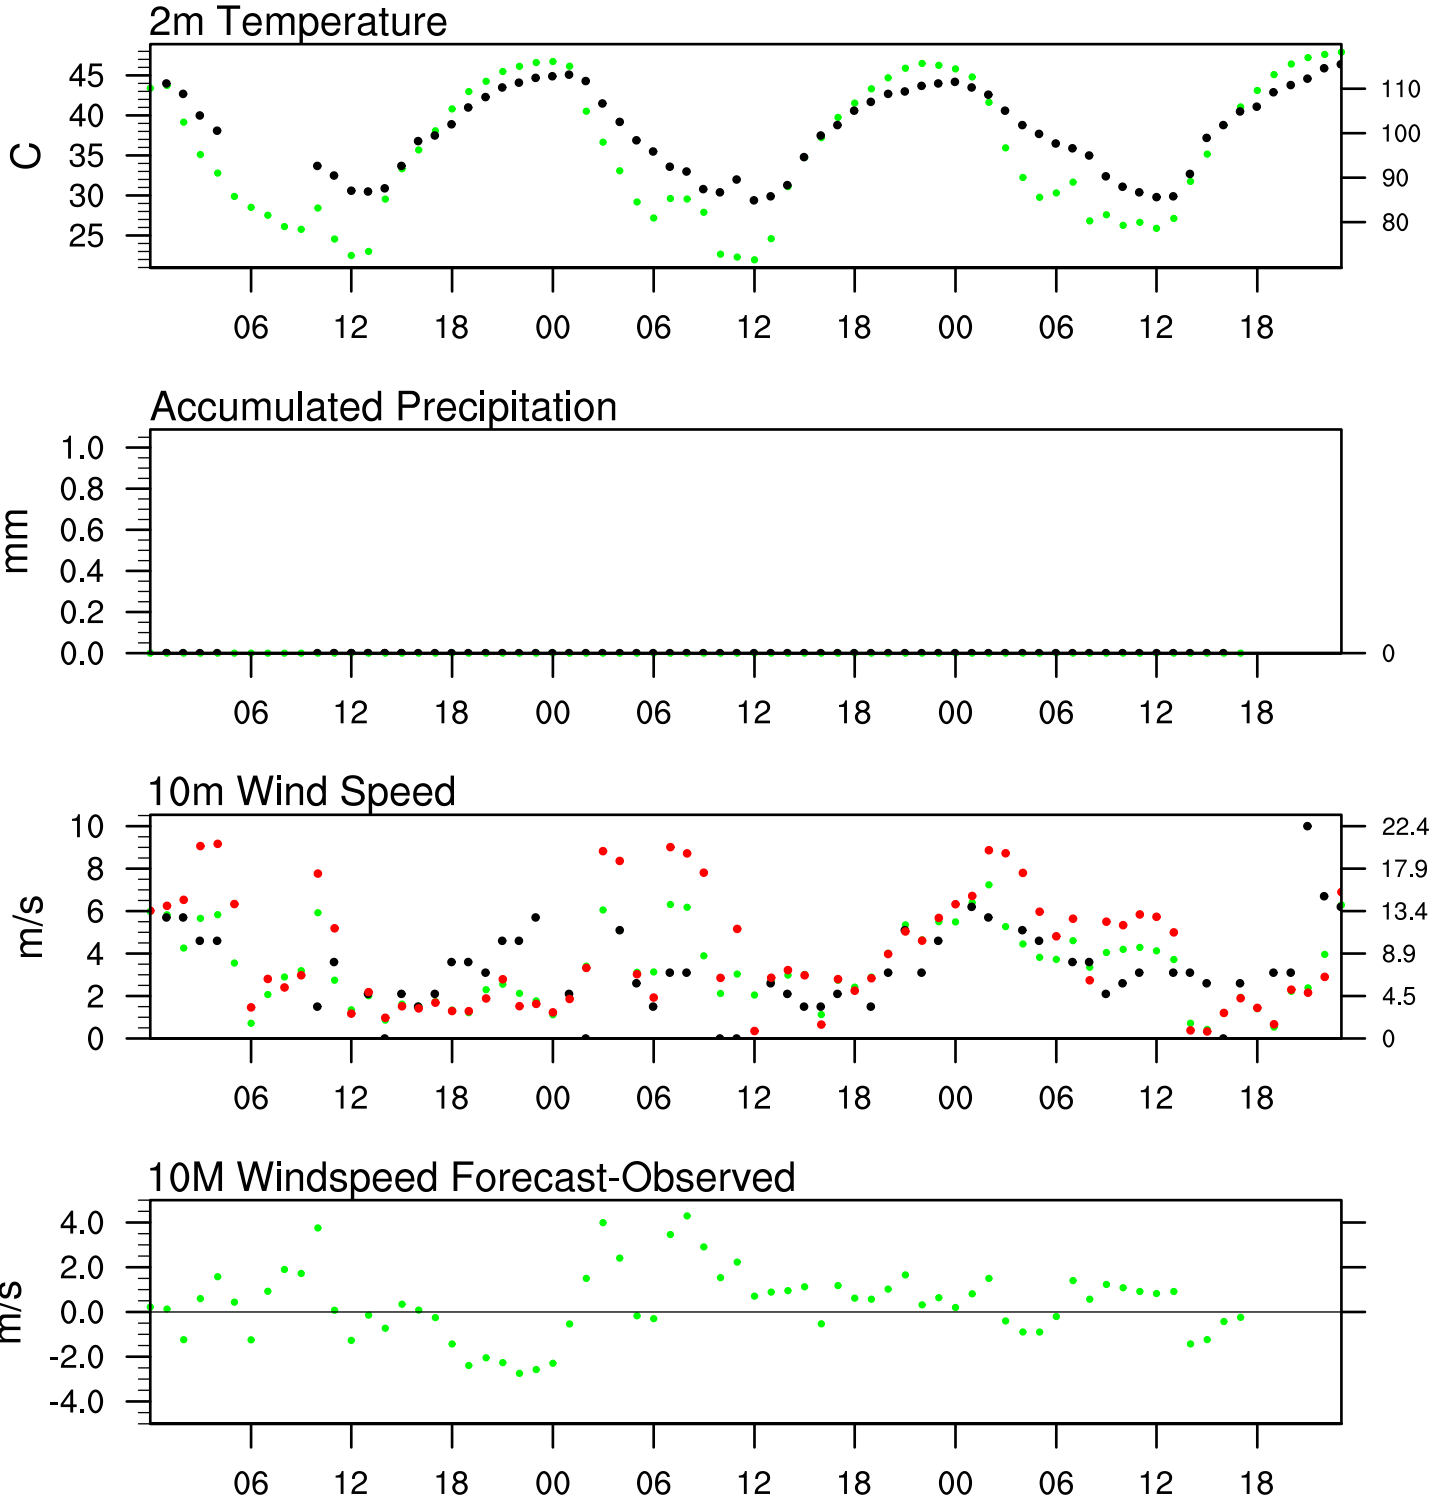 2m Temperature
45
40
35
30
25
C
110
100
90
80
06 12 18 00 06 12 18 00 06 12 18
Accumulated Precipitation
1.0
0.8
0.6
0.4
0.2
0.0
mm
0
06 12 18 00 06 12 18 00 06 12 18
10m Wind Speed
10
8
6
4
2
0
m/s
22.4
17.9
13.4
8.9
4.5
0
06 12 18 00 06 12 18 00 06 12 18
10M Windspeed Forecast-Observed
4.0
2.0
0.0
-2.0
-4.0
m/s
06 12 18 00 06 12 18 00 06 12 18